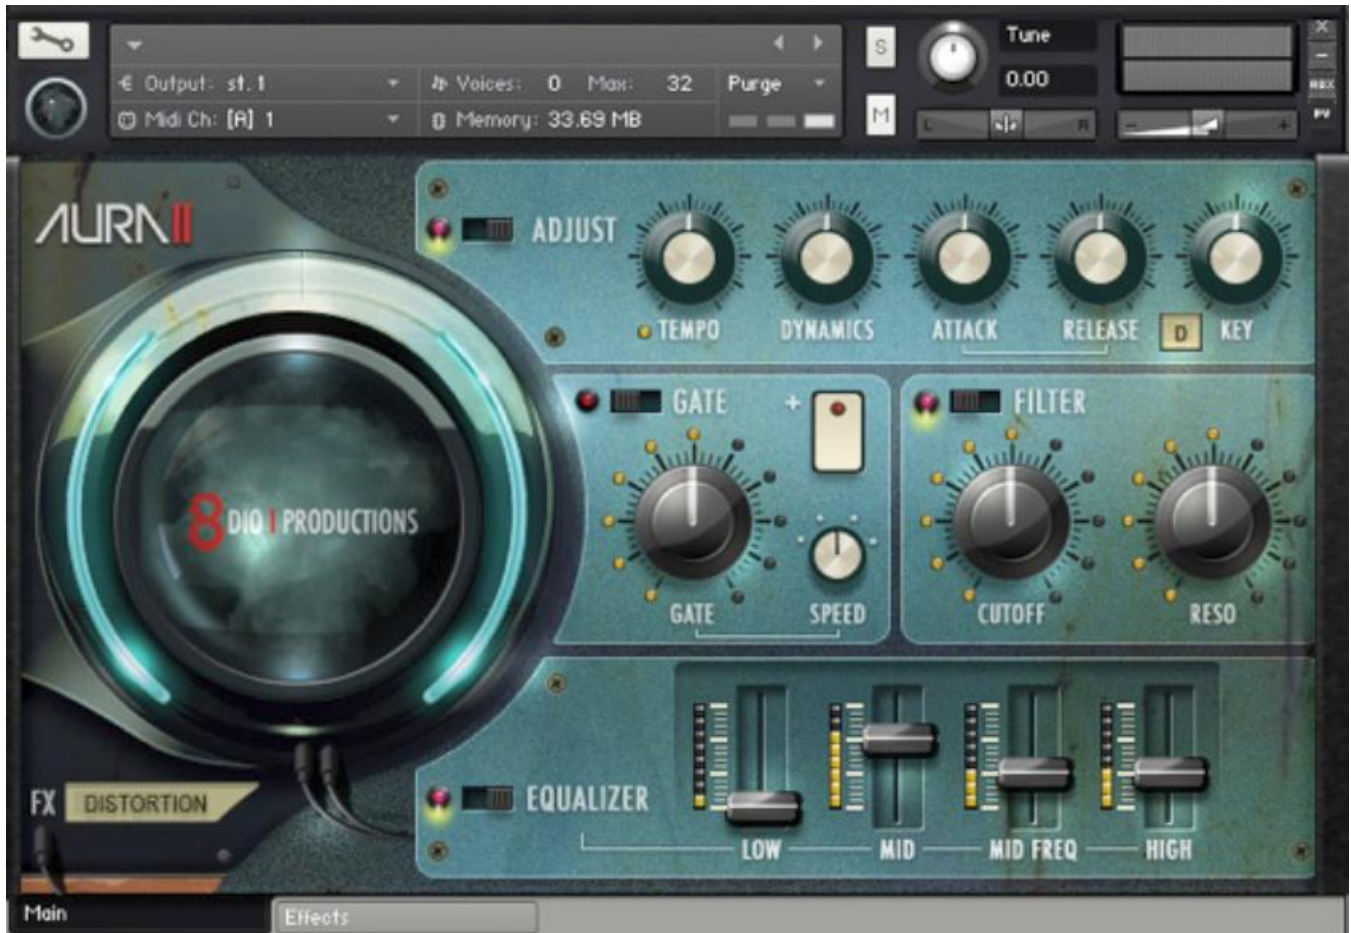 Output: st. 1
Midi Ch: [A] 1
Voices: 0 Max: 32
Memory: 33.69 MB
Purge
S
M
Tune
0.00
L R
- +
X
-
AUX
PV
AURA II
ADJUST
TEMPO DYNAMICS ATTACK RELEASE D KEY
GATE +
GATE SPEED
FILTER
CUTOFF RESO
8DIO | PRODUCTIONS
EQUALIZER
LOW MID MID FREQ HIGH
FX DISTORTION
Main Effects